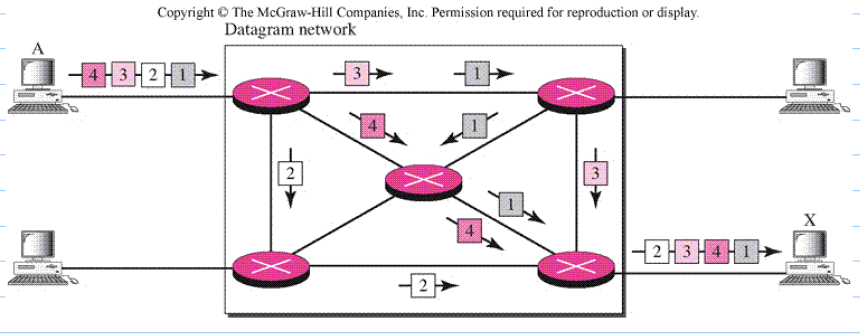 Copyright © The McGraw-Hill Companies, Inc. Permission required for reproduction or display.
Datagram network
A
4 3 2 1
3 1
4 1
2 3
1
4
X
2 3 4 1
2